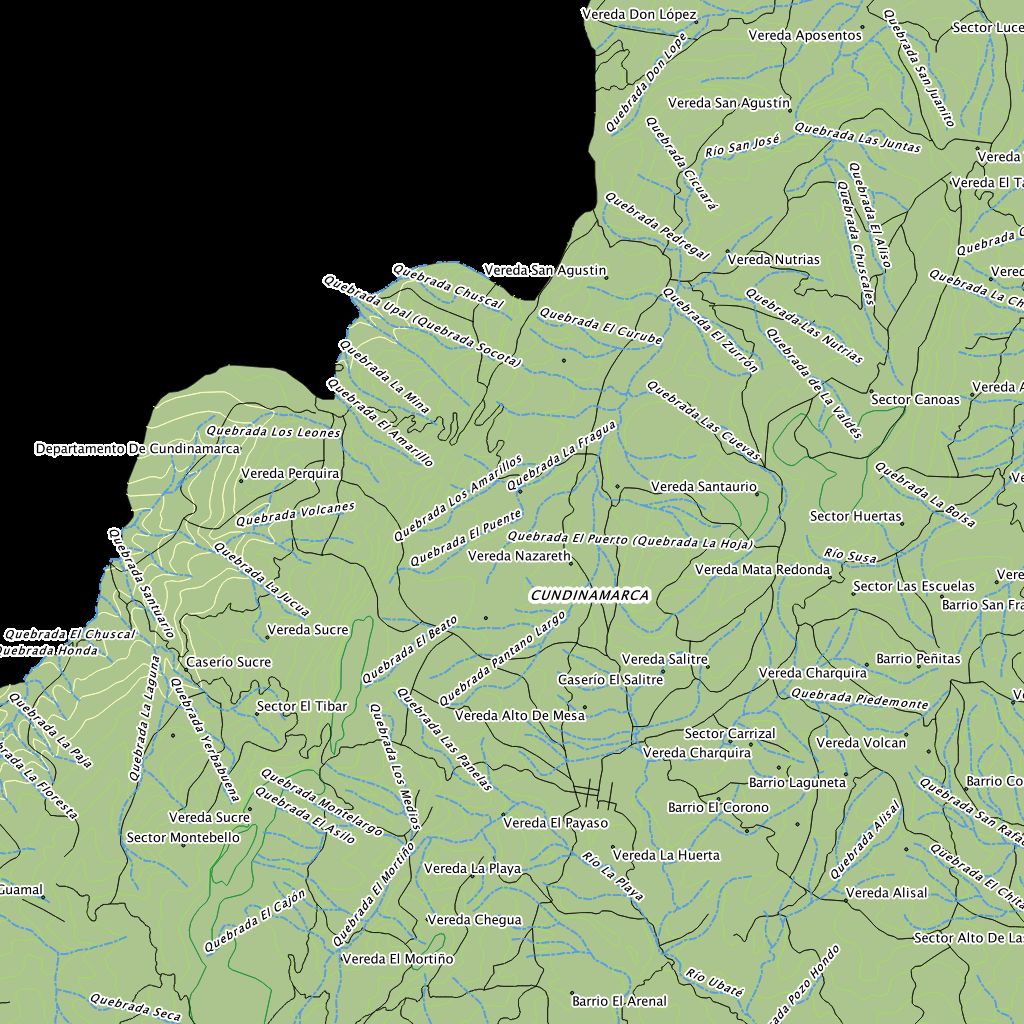 Vereda Don López
Vereda Aposentos
Quebrada San Juanito
Quebrada Don Lope
Vereda San Agustín
Quebrada Cicuará
Río San José
Quebrada Las Juntas
Vereda
Vereda El
Quebrada El Aliso
Quebrada Chuscales
Quebrada Pedregal
Vereda Nutrias
Quebrada
Vereda San Agustin
Quebrada Chuscal
Quebrada Upal (Quebrada Socota)
Quebrada La
Quebrada El Curube
Quebrada El Zurrón
Quebrada Las Nutrias
Quebrada de La Valdés
Quebrada La Mina
Quebrada El Amarillo
Quebrada Las Cuevas
Vereda
Sector Canoas
Quebrada Los Leones
Departamento De Cundinamarca
Vereda Perquira
Quebrada La Fragua
Quebrada Los Amarillos
Vereda Santaurio
Quebrada La Bolsa
Quebrada Volcanes
Quebrada El Puente
Sector Huertas
Quebrada El Puerto (Quebrada La Hoja)
Vereda Nazareth
Río Susa
Vereda Mata Redonda
Quebrada Santuario
Quebrada La Jucua
CUNDINAMARCA
Sector Las Escuelas
Barrio San
Quebrada El Chuscal
Quebrada Honda
Vereda Sucre
Quebrada El Beato
Quebrada Pantano Largo
Caserío Sucre
Vereda Salitre
Caserío El Salitre
Vereda Charquira
Barrio Peñitas
Quebrada La Laguna
Quebrada Yerbabuena
Sector El Tibar
Quebrada Piedemonte
Quebrada La Paja
La Floresta
Quebrada Los Medios
Quebrada Las Panelas
Vereda Alto De Mesa
Sector Carrizal
Vereda Charquira
Vereda Volcan
Barrio Laguneta
Barrio
Quebrada Montelargo
Quebrada El Asilo
Barrio El Corono
Vereda Sucre
Sector Montebello
Vereda El Payaso
Quebrada Alisal
Quebrada San
Vereda La Huerta
Río La Playa
Quebrada El Mortiño
Vereda La Playa
Quebrada El
Guamal
Vereda Alisal
Quebrada El Cajón
Vereda Chegua
Sector Alto De
Vereda El Mortiño
Río Ubaté
Pozo Hondo
Quebrada Seca
Barrio El Arenal